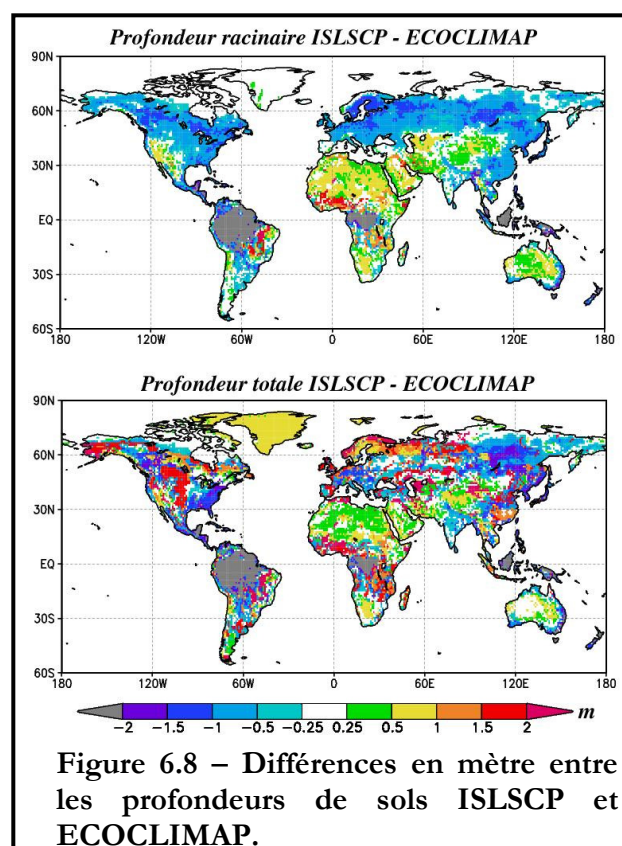 Profondeur racinaire ISLSCP - ECOCLIMAP
90N
60N
30N
EQ
30S
60S
180 120W 60W 0 60E 120E 180
Profondeur totale ISLSCP - ECOCLIMAP
90N
60N
30N
EQ
30S
60S
180 120W 60W 0 60E 120E 180
−2 −1.5 −1 −0.5 −0.25 0.25 0.5 1 1.5 2 m
Figure 6.8 – Différences en mètre entre
les profondeurs de sols ISLSCP et
ECOCLIMAP.